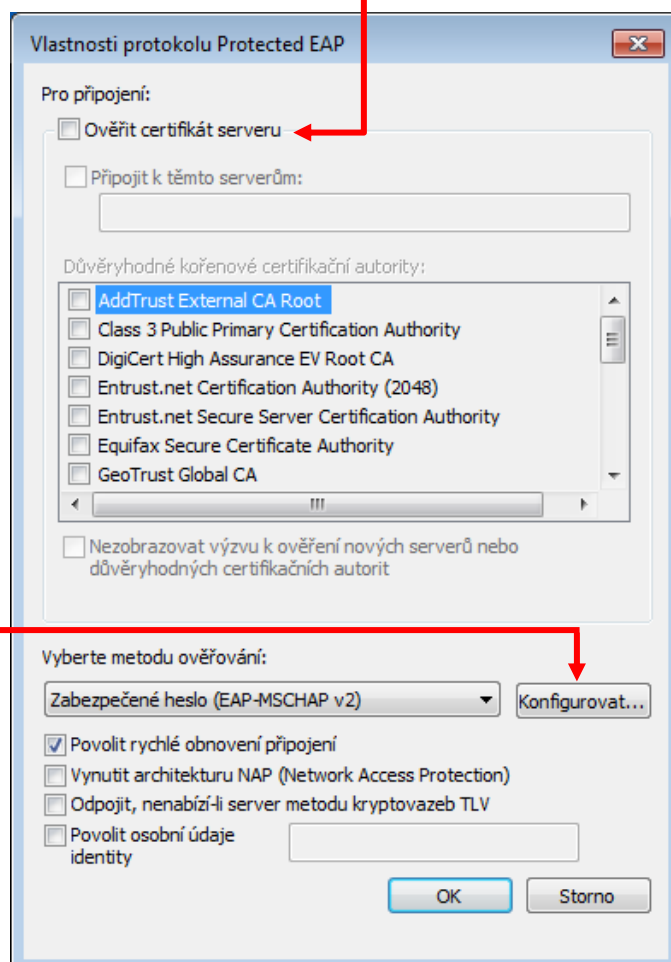 Vlastnosti protokolu Protected EAP
Pro připojení:
Ověřit certifikát serveru
Připojit k těmto serverům:
Důvěryhodné kořenové certifikační autority:
AddTrust External CA Root
Class 3 Public Primary Certification Authority
DigiCert High Assurance EV Root CA
Entrust.net Certification Authority (2048)
Entrust.net Secure Server Certification Authority
Equifax Secure Certificate Authority
GeoTrust Global CA
Nezobrazovat výzvu k ověření nových serverů nebo
důvěryhodných certifikačních autorit
Vyberte metodu ověřování:
Zabezpečené heslo (EAP-MSCHAP v2)
Konfigurovat...
Povolit rychlé obnovení připojení
Vynutit architekturu NAP (Network Access Protection)
Odpojit, nenabízí-li server metodu kryptovazeb TLV
Povolit osobní údaje
identity
OK
Storno